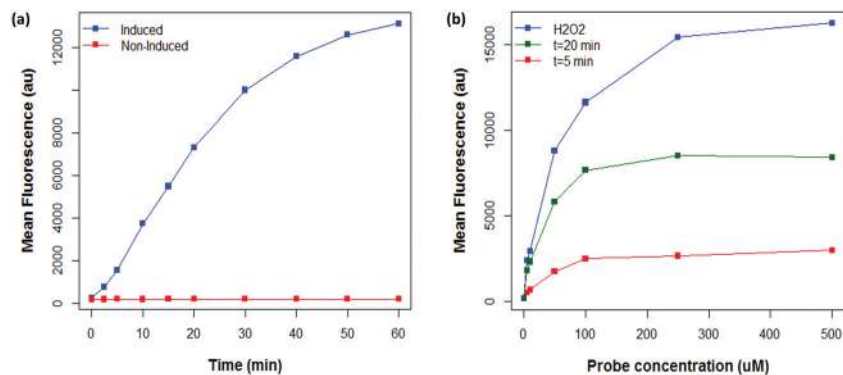 (a)
Induced
Non-Induced
Mean Fluorescence (au)
0
2000
4000
6000
8000
12000
0
10
20
30
40
50
60
Time (min)
(b)
H2O2
t=20 min
t=5 min
Mean Fluorescence (au)
0
5000
10000
15000
0
100
200
300
400
500
Probe concentration (uM)